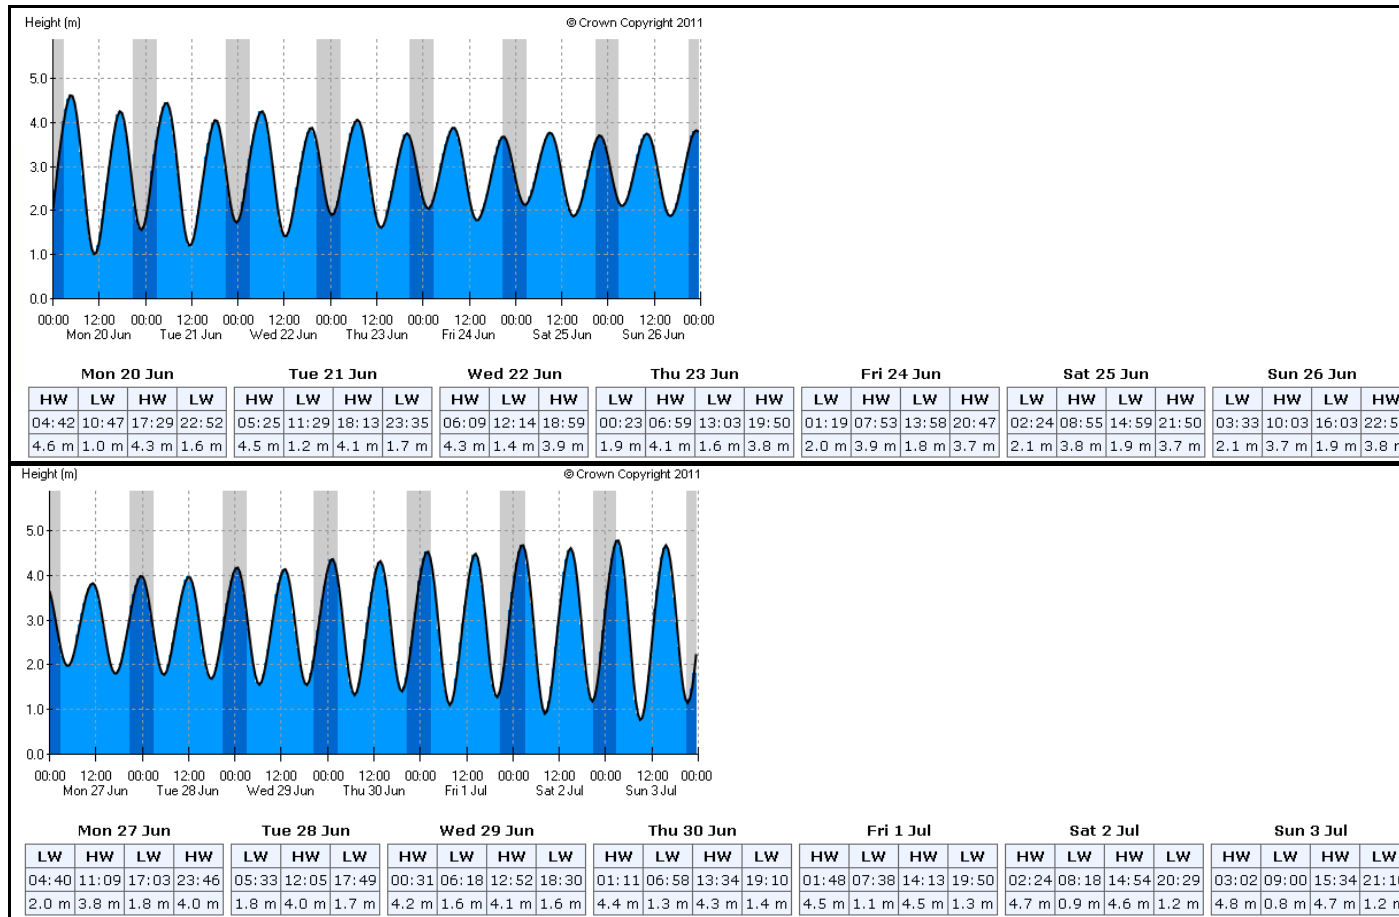 Height (m) © Crown Copyright 2011
5.0
4.0
3.0
2.0
1.0
0.0
00:00 12:00 00:00 12:00 00:00 12:00 00:00 12:00 00:00 12:00 00:00 12:00 00:00 12:00 00:00
Mon 20 Jun Tue 21 Jun Wed 22 Jun Thu 23 Jun Fri 24 Jun Sat 25 Jun Sun 26 Jun
Mon 20 Jun Tue 21 Jun Wed 22 Jun Thu 23 Jun Fri 24 Jun Sat 25 Jun Sun 26 Jun
HW LW HW LW HW LW HW LW HW LW HW LW HW LW HW LW HW LW HW LW HW LW HW LW HW LW HW
04:42 10:47 17:29 22:52 05:25 11:29 18:13 23:35 06:09 12:14 18:59 00:23 06:59 13:03 19:50 01:19 07:53 13:58 20:47 02:24 08:55 14:59 21:50 03:33 10:03 16:03 22:5
4.6 m 1.0 m 4.3 m 1.6 m 4.5 m 1.2 m 4.1 m 1.7 m 4.3 m 1.4 m 3.9 m 1.9 m 4.1 m 1.6 m 3.8 m 2.0 m 3.9 m 1.8 m 3.7 m 2.1 m 3.8 m 1.9 m 3.7 m 2.1 m 3.7 m 1.9 m 3.8 m
Height (m) © Crown Copyright 2011
5.0
4.0
3.0
2.0
1.0
0.0
00:00 12:00 00:00 12:00 00:00 12:00 00:00 12:00 00:00 12:00 00:00 12:00 00:00 12:00 00:00
Mon 27 Jun Tue 28 Jun Wed 29 Jun Thu 30 Jun Fri 1 Jul Sat 2 Jul Sun 3 Jul
Mon 27 Jun Tue 28 Jun Wed 29 Jun Thu 30 Jun Fri 1 Jul Sat 2 Jul Sun 3 Jul
LW HW LW HW LW HW LW HW LW HW LW HW LW HW LW HW LW HW LW HW LW HW LW HW LW HW LW
04:40 11:09 17:03 23:46 05:33 12:05 17:49 00:31 06:18 12:52 18:30 01:11 06:58 13:34 19:10 01:48 07:38 14:13 19:50 02:24 08:18 14:54 20:29 03:02 09:00 15:34 21:1
2.0 m 3.8 m 1.8 m 4.0 m 1.8 m 4.0 m 1.7 m 4.2 m 1.6 m 4.1 m 1.6 m 4.4 m 1.3 m 4.3 m 1.4 m 4.5 m 1.1 m 4.5 m 1.3 m 4.7 m 0.9 m 4.6 m 1.2 m 4.8 m 0.8 m 4.7 m 1.2 m